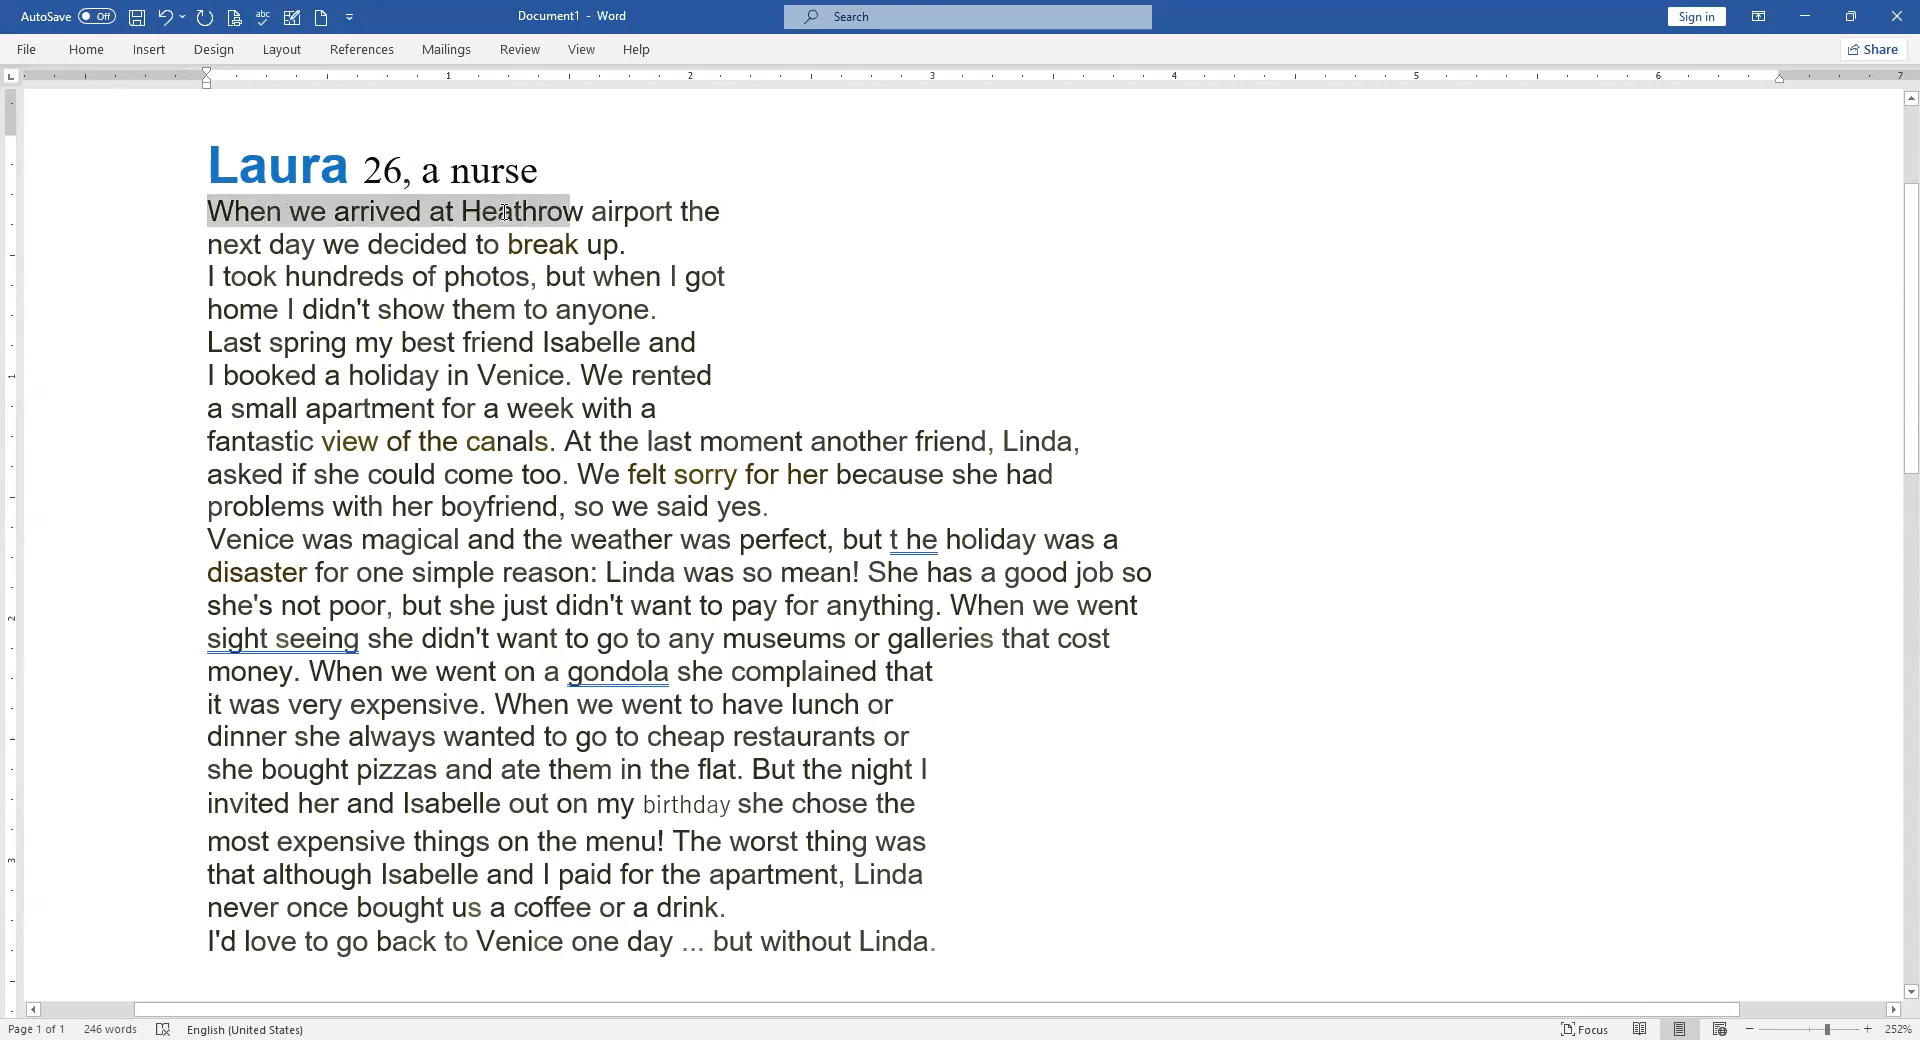 AutoSave Off abc Document1 - Word Search Sign in
File Home Insert Design Layout References Mailings Review View Help Share
1 2 3 4 5 6 7
Laura 26, a nurse
When we arrived at Heathrow airport the
next day we decided to break up.
I took hundreds of photos, but when I got
home I didn't show them to anyone.
Last spring my best friend Isabelle and
I booked a holiday in Venice. We rented
a small apartment for a week with a
fantastic view of the canals. At the last moment another friend, Linda,
asked if she could come too. We felt sorry for her because she had
problems with her boyfriend, so we said yes.
Venice was magical and the weather was perfect, but t he holiday was a
disaster for one simple reason: Linda was so mean! She has a good job so
she's not poor, but she just didn't want to pay for anything. When we went
sight seeing she didn't want to go to any museums or galleries that cost
money. When we went on a gondola she complained that
it was very expensive. When we went to have lunch or
dinner she always wanted to go to cheap restaurants or
she bought pizzas and ate them in the flat. But the night I
invited her and Isabelle out on my birthday she chose the
most expensive things on the menu! The worst thing was
that although Isabelle and I paid for the apartment, Linda
never once bought us a coffee or a drink.
I'd love to go back to Venice one day ... but without Linda.
1
2
3
Page 1 of 1 246 words English (United States) Focus 252%